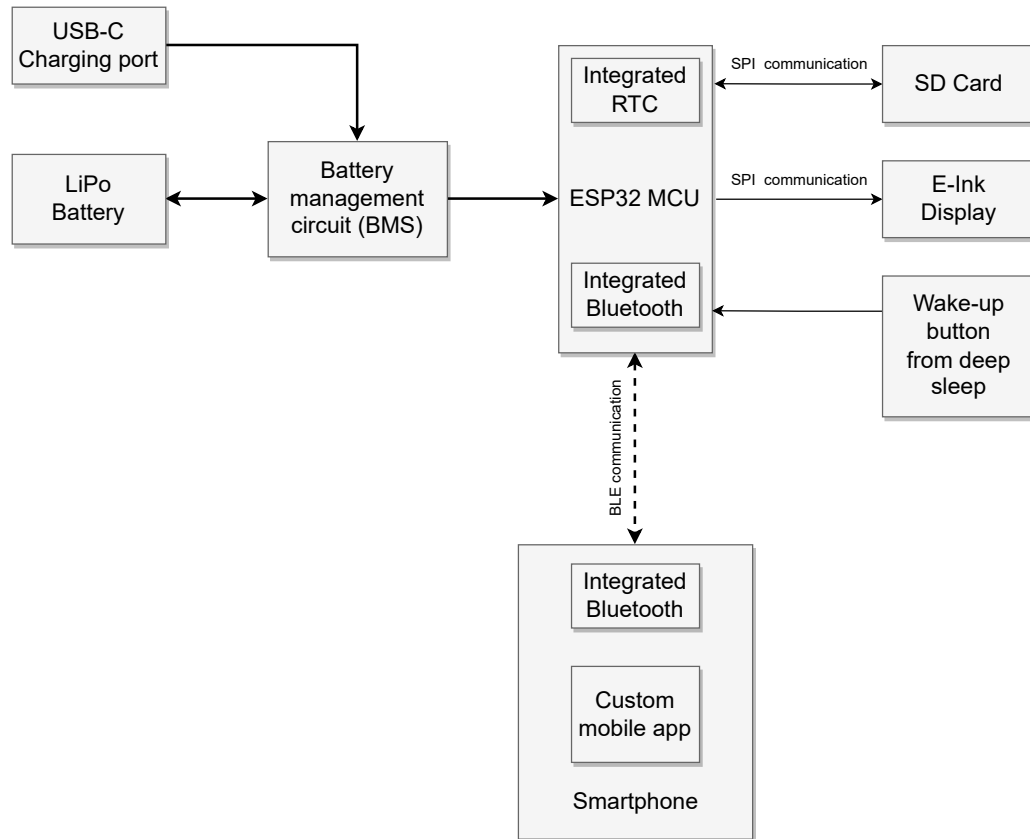 USB-C
Charging port
LiPo
Battery
Battery
management
circuit (BMS)
Integrated
RTC
ESP32 MCU
Integrated
Bluetooth
SPI communication
SD Card
SPI communication
E-Ink
Display
Wake-up
button
from deep
sleep
BLE communication
Integrated
Bluetooth
Custom
mobile app
Smartphone